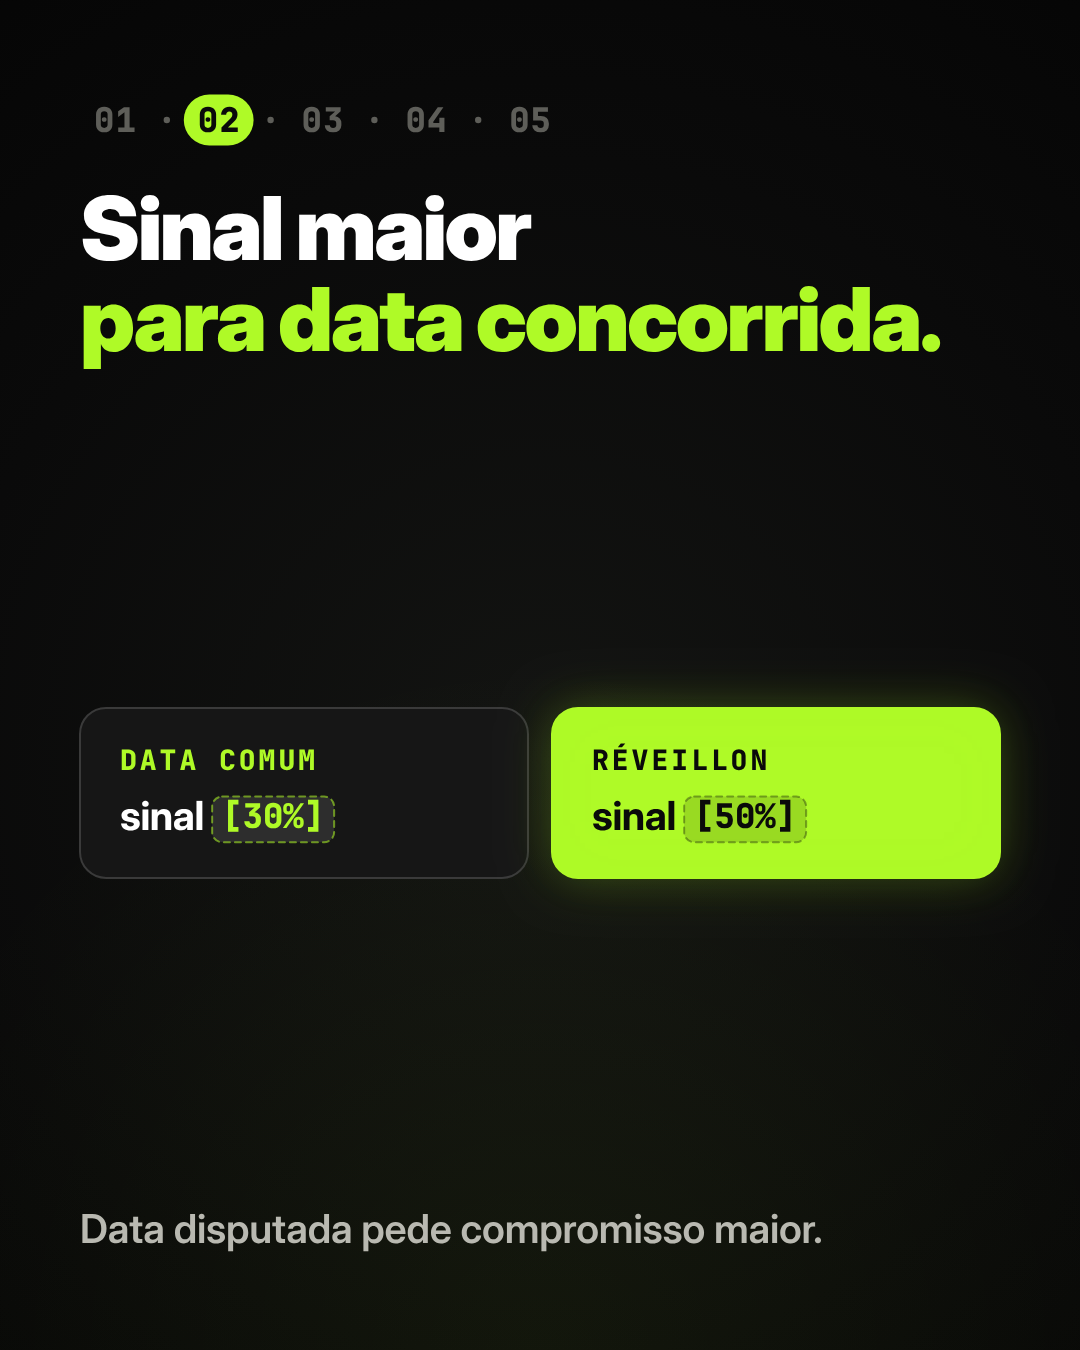 01 · 02 · 03 · 04 · 05
Sinal maior
para data concorrida.
DATA COMUM
sinal [30%]
RÉVEILLON
sinal [50%]
Data disputada pede compromisso maior.